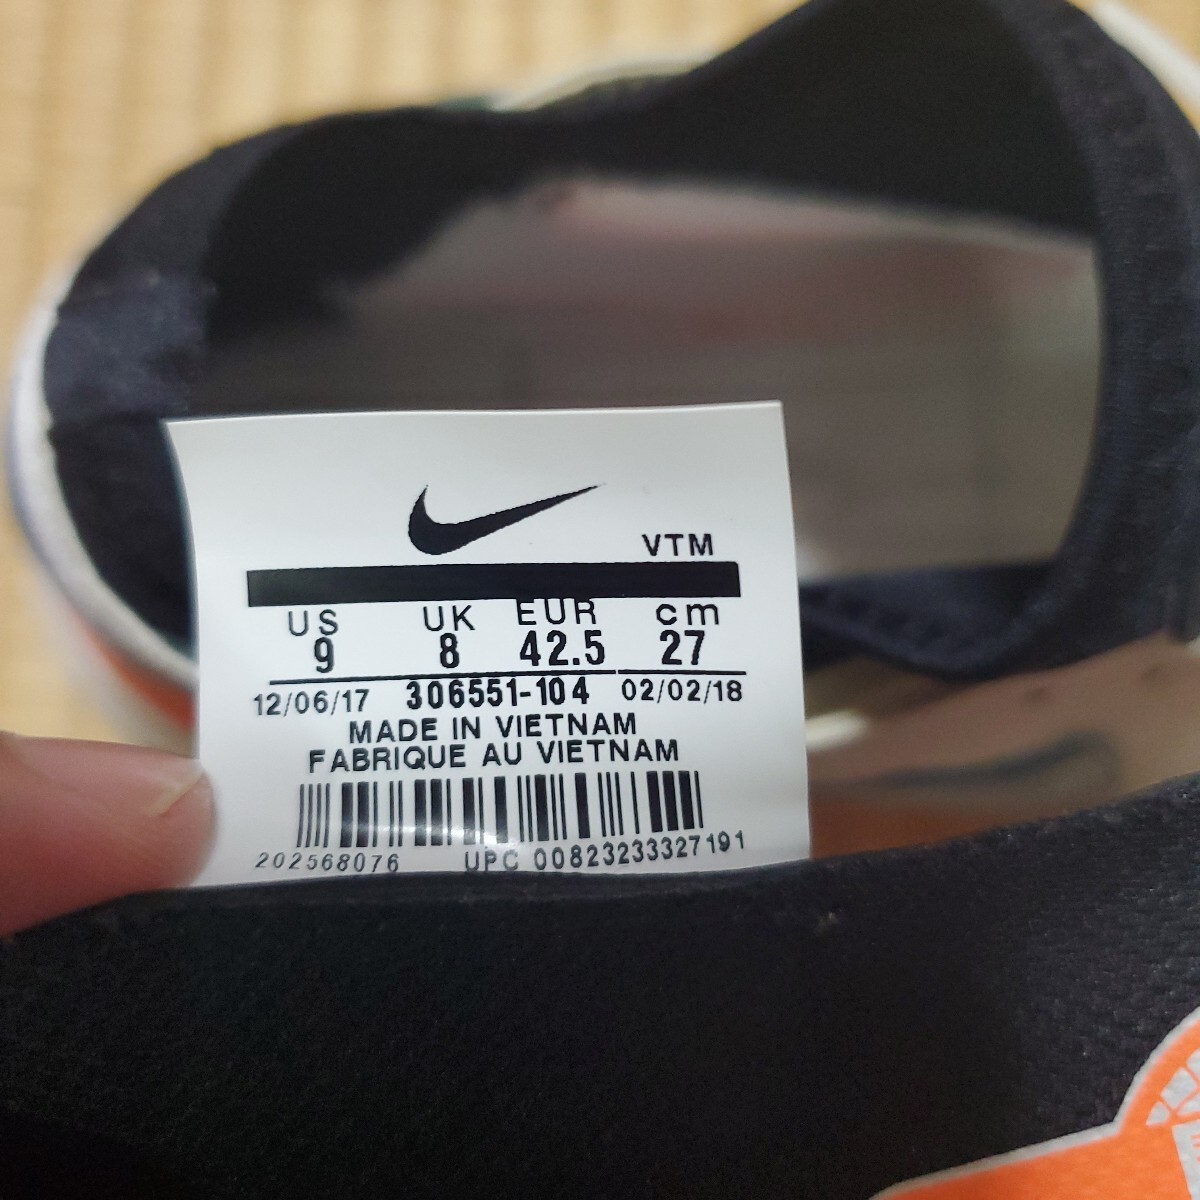 VTM
US UK EUR cm
9 8 42.5 27
12/06/17 306551-104 02/02/18
MADE IN VIETNAM
FABRIQUE AU VIETNAM
202568076 UPC 00823233327191